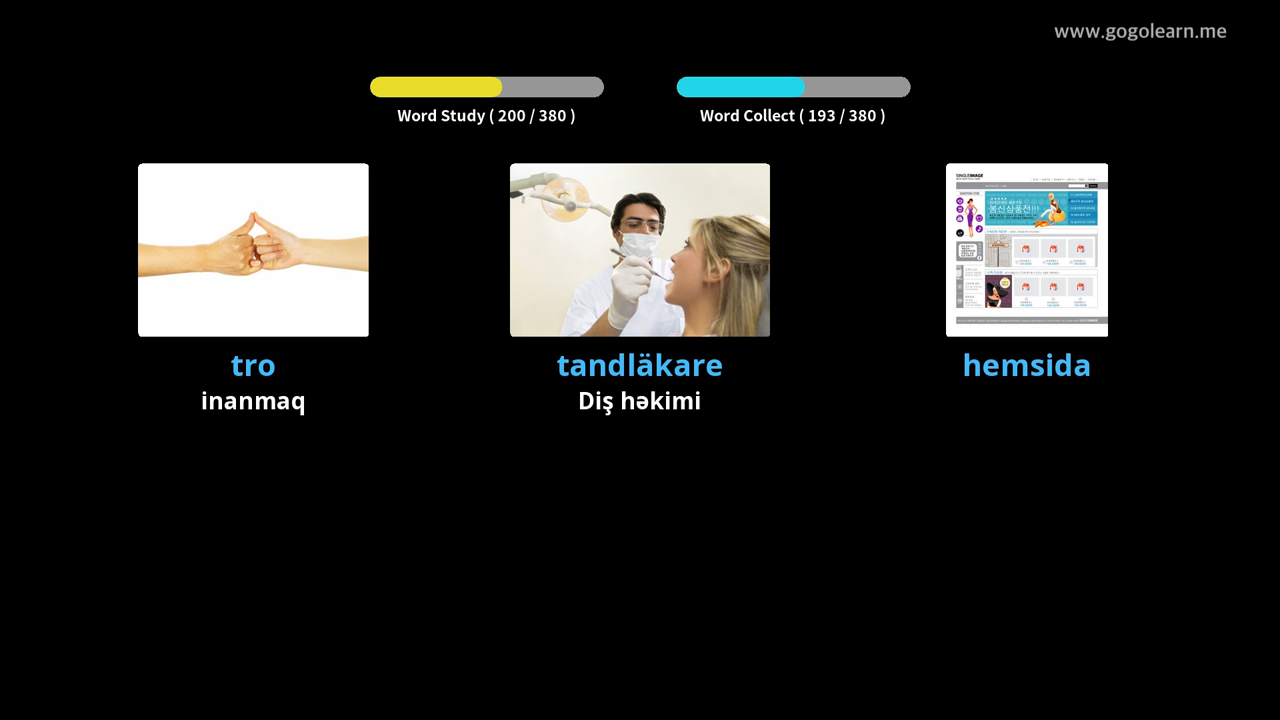 www.gogolearn.me
Word Study ( 200 / 380 )
Word Collect ( 193 / 380 )
tro
inanmaq
tandläkare
Diş həkimi
hemsida